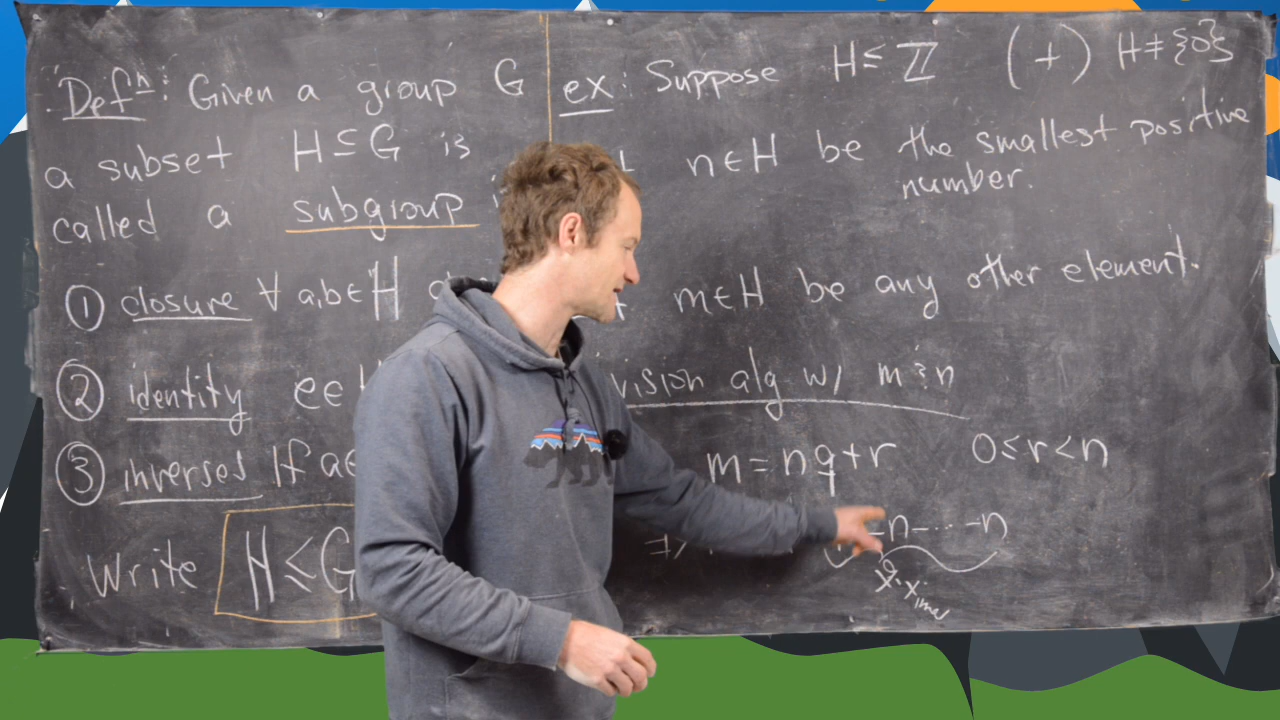 Defⁿ: Given a group G
a subset H⊆G is
called a subgroup
① closure ∀ a,b∈H
② identity e∈
③ inverses If a∈
Write H≤G
ex: Suppose H≤ℤ (+) H≠{0}
n∈H be the smallest positive
number.
m∈H be any other element.
alg w/ m & n
m=nq+r 0≤r<n
-n-···-n
q-times